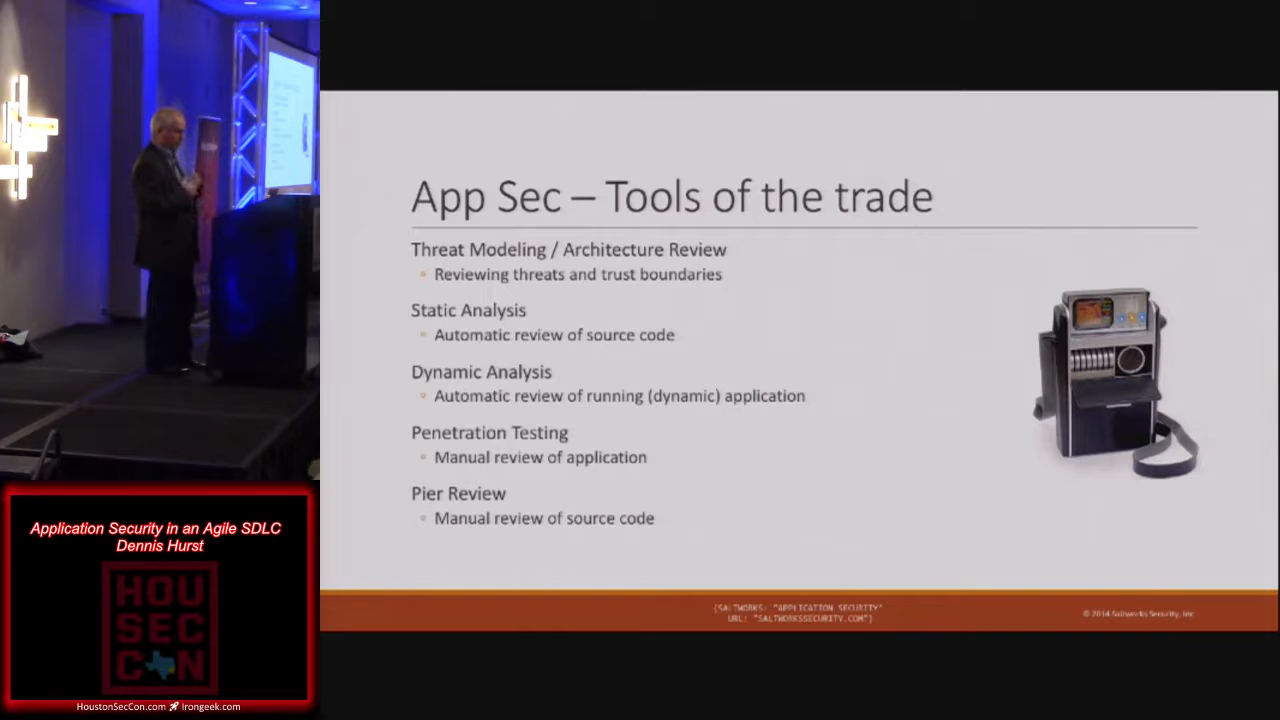 App Sec – Tools of the trade
Threat Modeling / Architecture Review
◦ Reviewing threats and trust boundaries
Static Analysis
◦ Automatic review of source code
Dynamic Analysis
◦ Automatic review of running (dynamic) application
Penetration Testing
◦ Manual review of application
Pier Review
◦ Manual review of source code
{SALTWORKS: "APPLICATION SECURITY"
URL: "SALTWORKSSECURITY.COM"}
© 2014 Saltworks Security, Inc
Application Security in an Agile SDLC
Dennis Hurst
HOU
SEC
CON
HoustonSecCon.com Irongeek.com